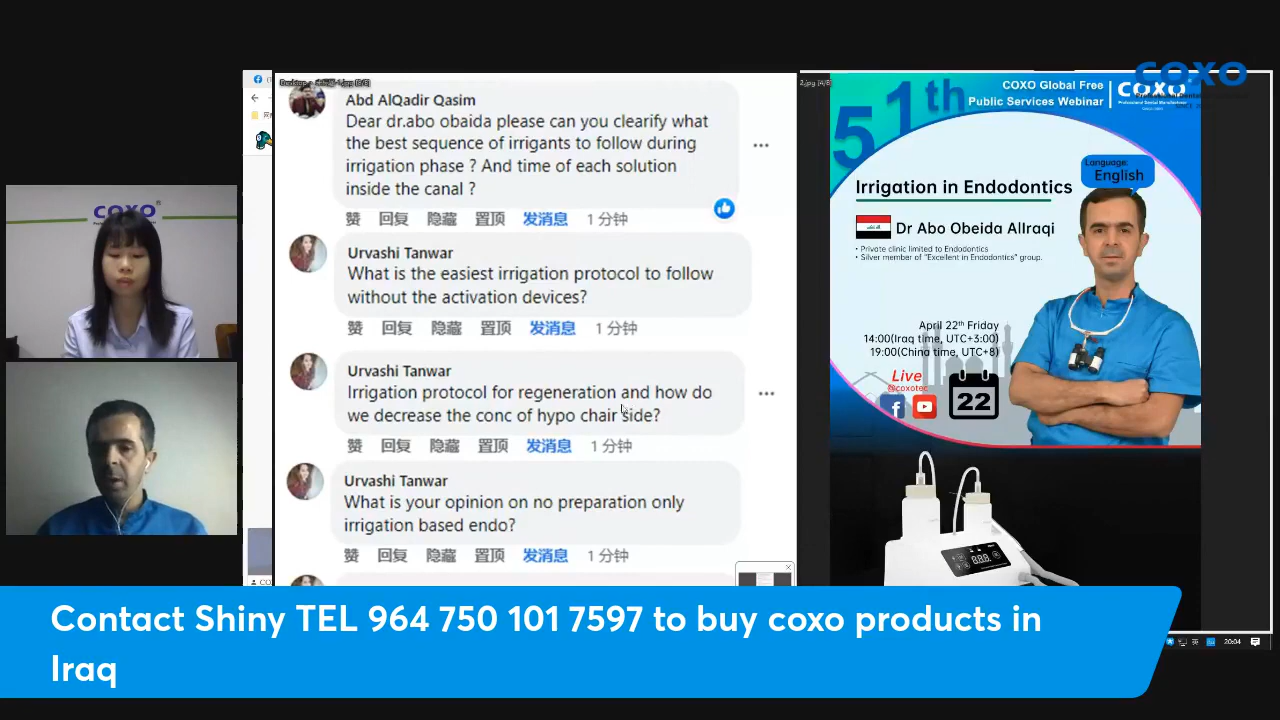 COXO
Abd AlQadir Qasim
Dear dr.abo obaida please can you clearify what
the best sequence of irrigants to follow during
irrigation phase ? And time of each solution
inside the canal ?
赞 回复 隐藏 置顶 发消息 1 分钟
Urvashi Tanwar
What is the easiest irrigation protocol to follow
without the activation devices?
赞 回复 隐藏 置顶 发消息 1 分钟
Urvashi Tanwar
Irrigation protocol for regeneration and how do
we decrease the conc of hypo chair side?
赞 回复 隐藏 置顶 发消息 1 分钟
Urvashi Tanwar
What is your opinion on no preparation only
irrigation based endo?
赞 回复 隐藏 置顶 发消息 1 分钟
51th
COXO Global Free
Public Services Webinar
COXO
COXO
Language:
English
Irrigation in Endodontics
Dr Abo Obeida AlIraqi
• Private clinic limited to Endodontics
• Silver member of "Excellent in Endodontics" group.
April 22th Friday
14:00(Iraq time, UTC+3:00)
19:00(China time, UTC+8)
Live
@coxotec
22
20:04
Contact Shiny TEL 964 750 101 7597 to buy coxo products in
Iraq